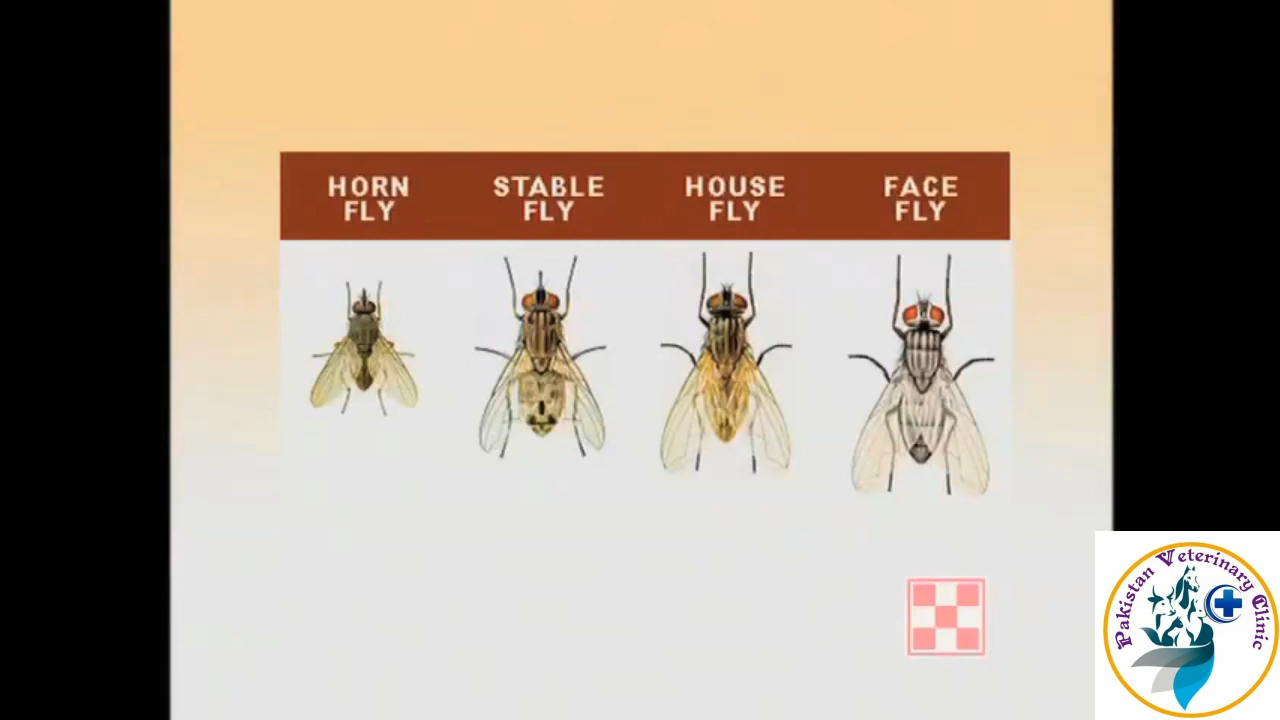 HORN
FLY
STABLE
FLY
HOUSE
FLY
FACE
FLY
Pakistan Veterinary Clinic